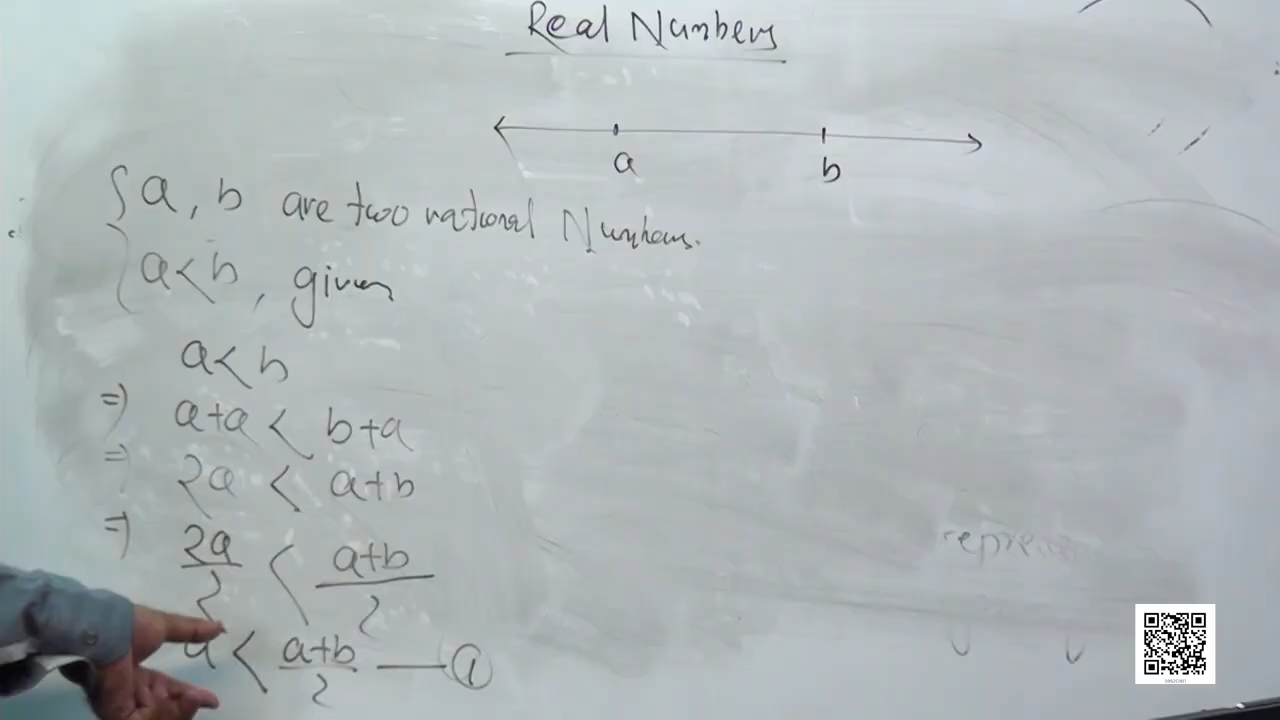 Real Numbers
a b
a, b are two rational Numbers.
a<b, given
a<b
=) a+a < b+a
=) 2a < a+b
=) 2a/2 < a+b/2
a < a+b/2 — 1